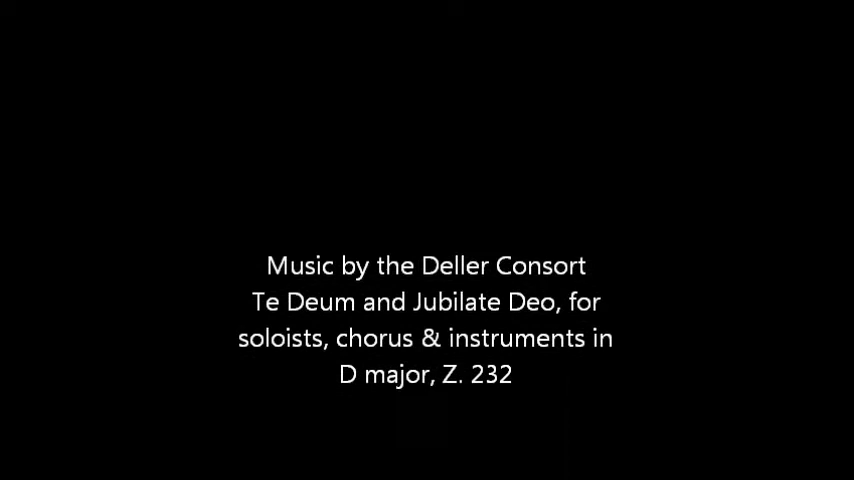 Music by the Deller Consort
Te Deum and Jubilate Deo, for
soloists, chorus & instruments in
D major, Z. 232